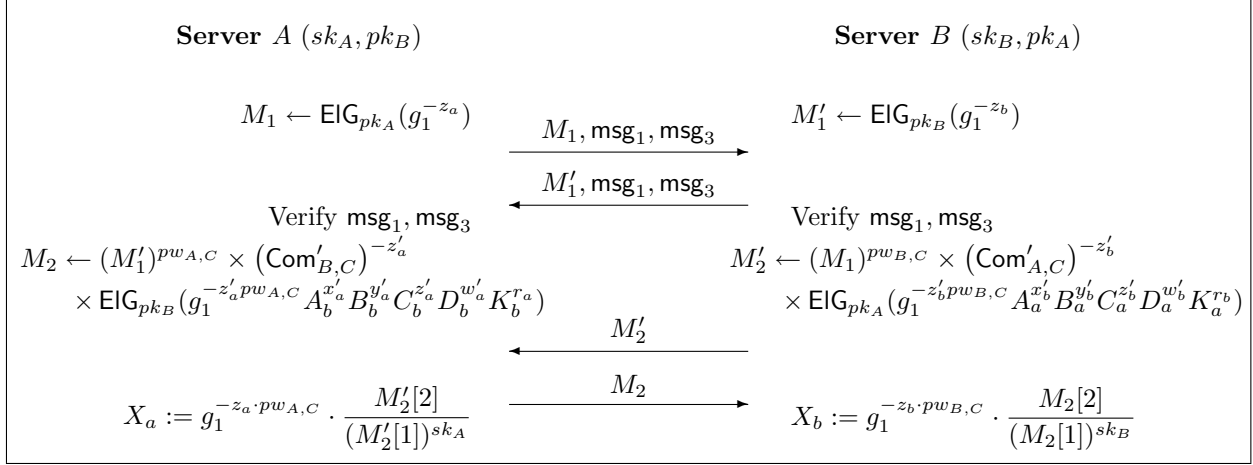 Server A (sk_A, pk_B) Server B (sk_B, pk_A)
M_1 ← ElG_{pk_A}(g_1^{-z_a}) M'_1 ← ElG_{pk_B}(g_1^{-z_b})
M_1, msg_1, msg_3
M'_1, msg_1, msg_3
Verify msg_1, msg_3 Verify msg_1, msg_3
M_2 ← (M'_1)^{pw_{A,C}} × (Com'_{B,C})^{-z'_a} M'_2 ← (M_1)^{pw_{B,C}} × (Com'_{A,C})^{-z'_b}
× ElG_{pk_B}(g_1^{-z'_a pw_{A,C}} A_b^{x'_a} B_b^{y'_a} C_b^{z'_a} D_b^{w'_a} K_b^{r_a}) × ElG_{pk_A}(g_1^{-z'_b pw_{B,C}} A_a^{x'_b} B_a^{y'_b} C_a^{z'_b} D_a^{w'_b} K_a^{r_b})
M'_2
M_2
X_a := g_1^{-z_a·pw_{A,C}} · \frac{M'_2[2]}{(M'_2[1])^{sk_A}} X_b := g_1^{-z_b·pw_{B,C}} · \frac{M_2[2]}{(M_2[1])^{sk_B}}